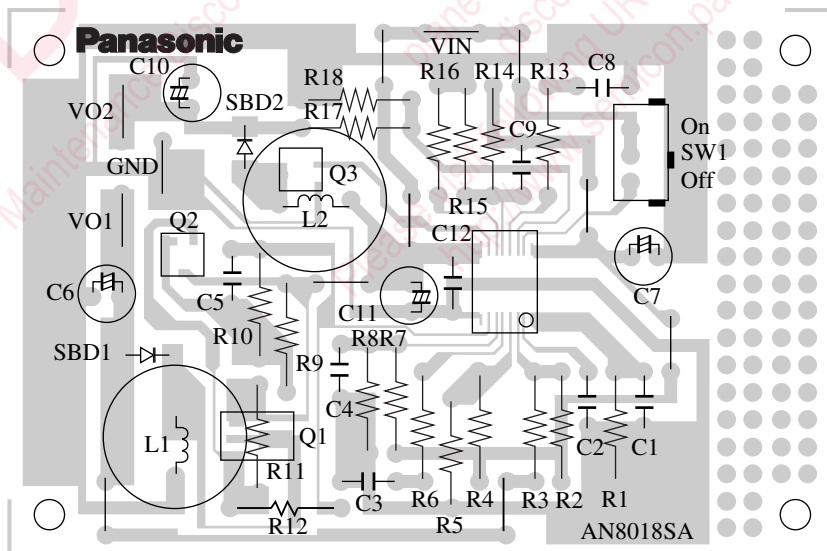 Panasonic
VIN
C10
R18
R16
R14
R13
C8
VO2
SBD2
R17
C9
On
SW1
Off
GND
Q3
R15
VO1
Q2
L2
C12
C6
C5
C11
C7
R10
R9
R8
R7
SBD1
C4
L1
Q1
C2
C1
R11
C3
R6
R4
R3
R2
R1
R12
R5
AN8018SA